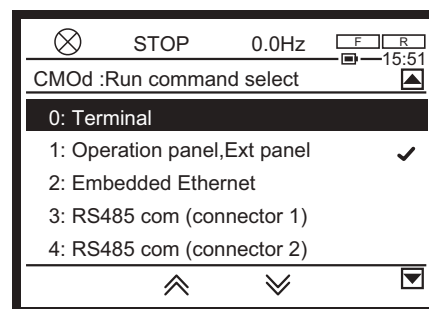 STOP 0.0Hz F R
15:51
CMOd :Run command select
0: Terminal
1: Operation panel,Ext panel
2: Embedded Ethernet
3: RS485 com (connector 1)
4: RS485 com (connector 2)